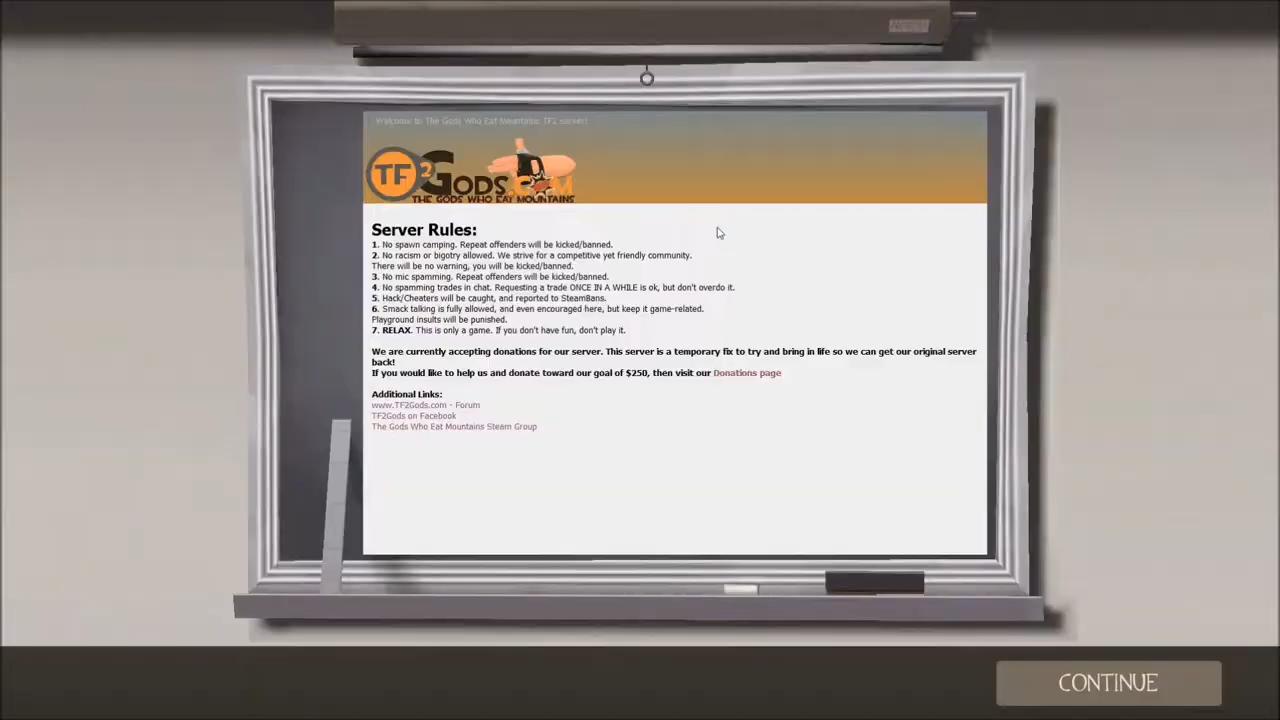 Welcome to The Gods Who Eat Mountains TF2 server!
TF2 GODS.COM
THE GODS WHO EAT MOUNTAINS
Server Rules:
1. No spawn camping. Repeat offenders will be kicked/banned.
2. No racism or bigotry allowed. We strive for a competitive yet friendly community.
There will be no warning, you will be kicked/banned.
3. No mic spamming. Repeat offenders will be kicked/banned.
4. No spamming trades in chat. Requesting a trade ONCE IN A WHILE is ok, but don't overdo it.
5. Hack/Cheaters will be caught, and reported to SteamBans.
6. Smack talking is fully allowed, and even encouraged here, but keep it game-related.
Playground insults will be punished.
7. RELAX. This is only a game. If you don't have fun, don't play it.
We are currently accepting donations for our server. This server is a temporary fix to try and bring in life so we can get our original server
back!
If you would like to help us and donate toward our goal of $250, then visit our Donations page
Additional Links:
www.TF2Gods.com - Forum
TF2Gods on Facebook
The Gods Who Eat Mountains Steam Group
CONTINUE